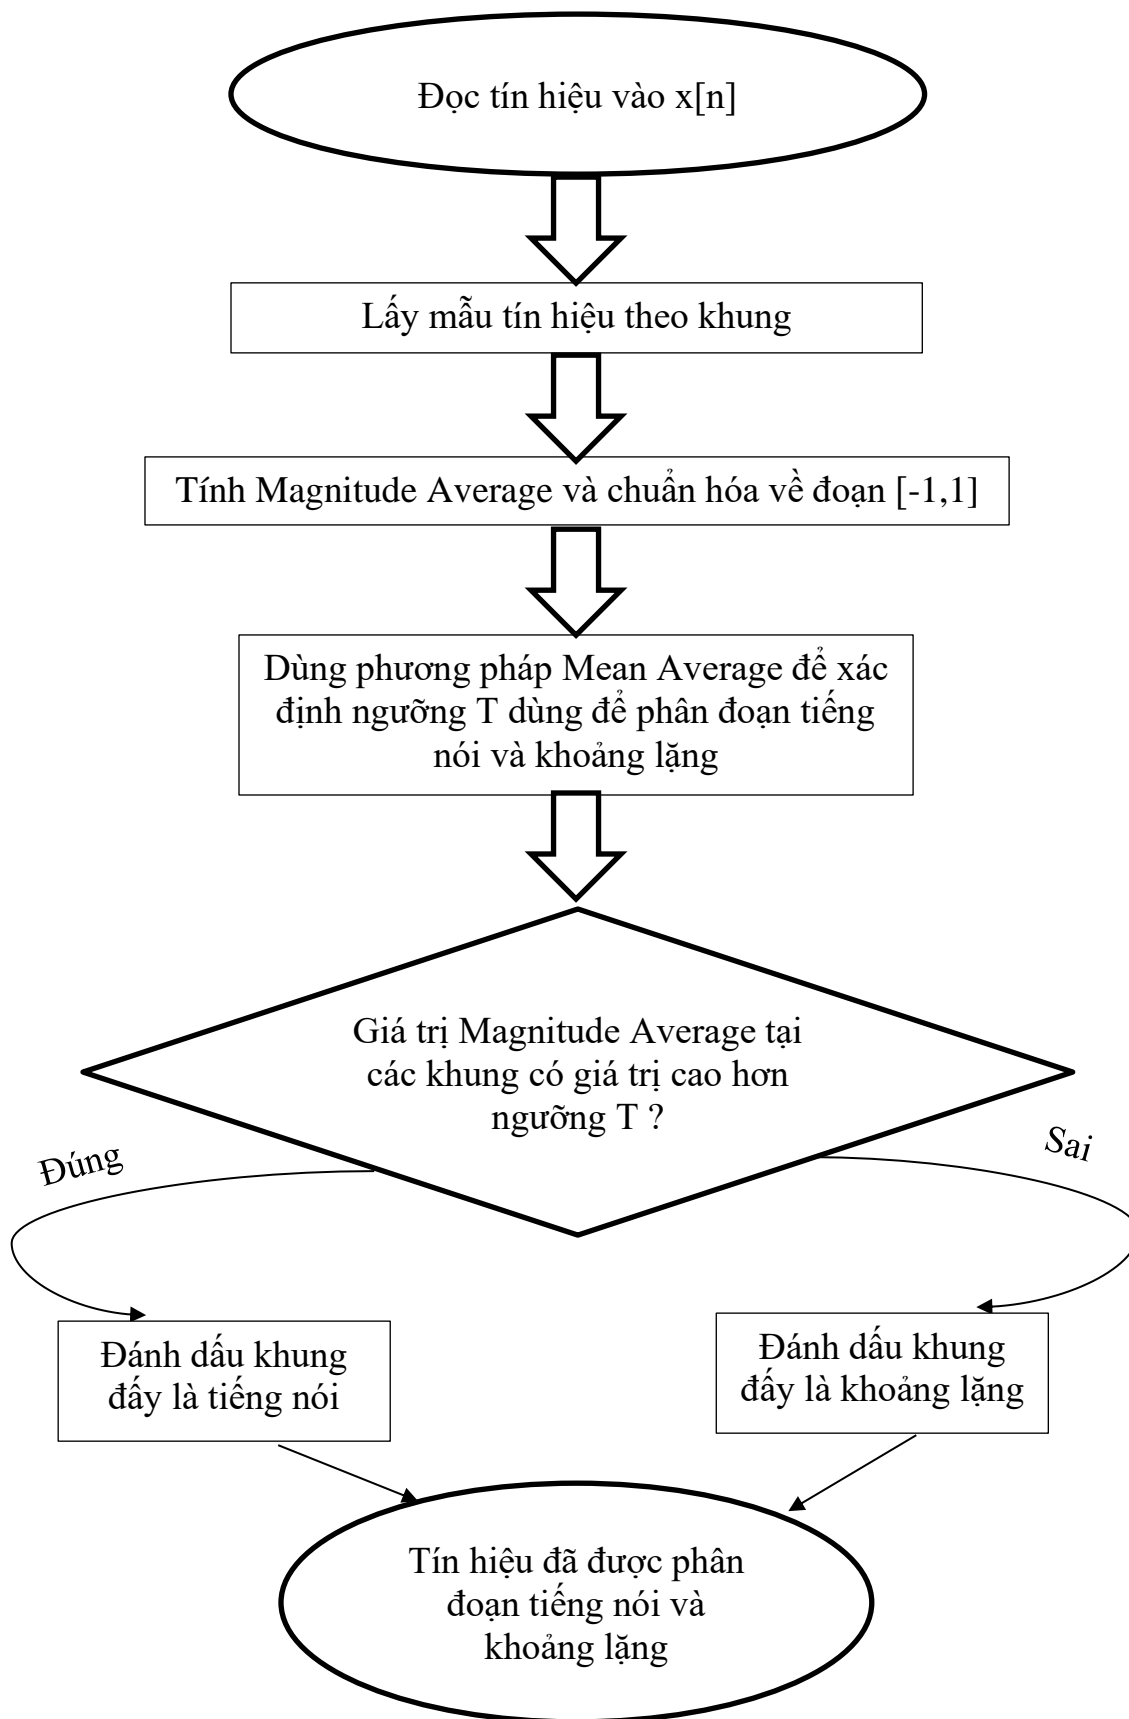 Đọc tín hiệu vào x[n]
Lấy mẫu tín hiệu theo khung
Tính Magnitude Average và chuẩn hóa về đoạn [-1,1]
Dùng phương pháp Mean Average để xác
định ngưỡng T dùng để phân đoạn tiếng
nói và khoảng lặng
Giá trị Magnitude Average tại
các khung có giá trị cao hơn
ngưỡng T ?
Đúng
Sai
Đánh dấu khung
đấy là tiếng nói
Đánh dấu khung
đấy là khoảng lặng
Tín hiệu đã được phân
đoạn tiếng nói và
khoảng lặng